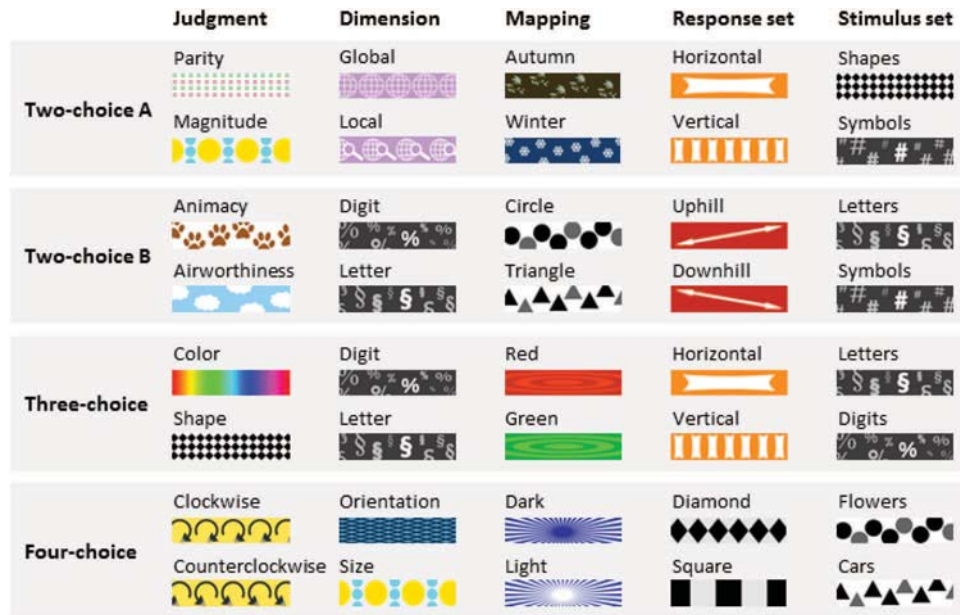 Judgment Dimension Mapping Response set Stimulus set
Parity Global Autumn Horizontal Shapes
Two-choice A
Magnitude Local Winter Vertical Symbols
Animacy Digit Circle Uphill Letters
Two-choice B
Airworthiness Letter Triangle Downhill Symbols
Color Digit Red Horizontal Letters
Three-choice
Shape Letter Green Vertical Digits
Clockwise Orientation Dark Diamond Flowers
Four-choice
Counterclockwise Size Light Square Cars